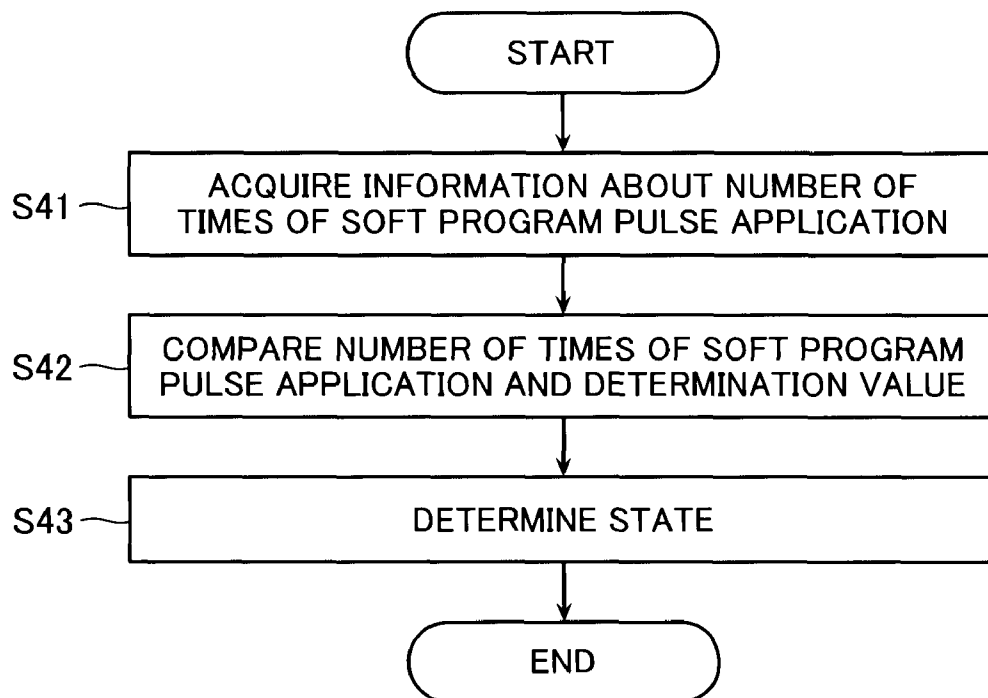 START
S41
ACQUIRE INFORMATION ABOUT NUMBER OF
TIMES OF SOFT PROGRAM PULSE APPLICATION
S42
COMPARE NUMBER OF TIMES OF SOFT PROGRAM
PULSE APPLICATION AND DETERMINATION VALUE
S43
DETERMINE STATE
END